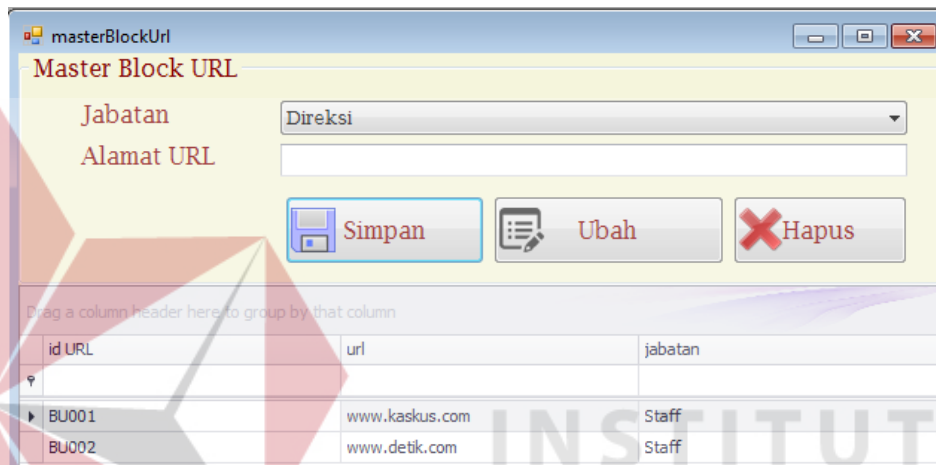 masterBlockUrl
Master Block URL
Jabatan Direksi
Alamat URL
Simpan Ubah Hapus
Drag a column header here to group by that column
id URL url jabatan
BU001 www.kaskus.com Staff
BU002 www.detik.com Staff
INSTITUT